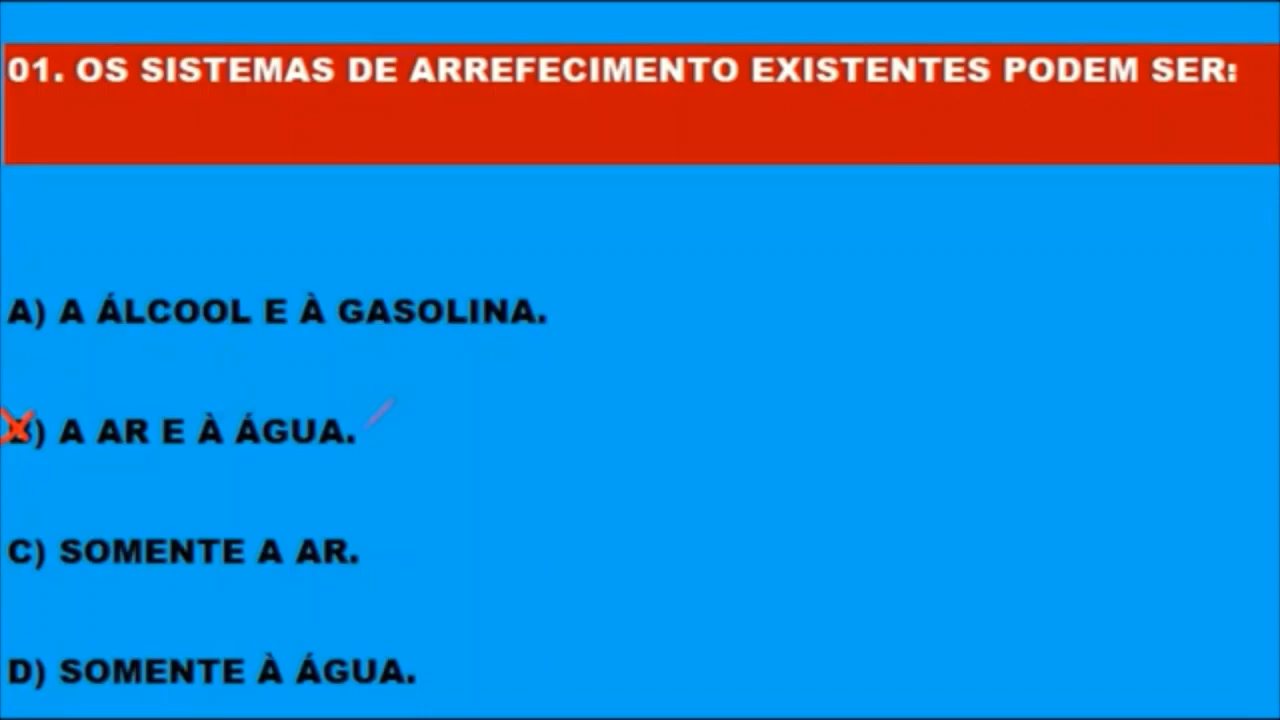 01. OS SISTEMAS DE ARREFECIMENTO EXISTENTES PODEM SER:
A) A ÁLCOOL E À GASOLINA.
B) A AR E À ÁGUA.
C) SOMENTE A AR.
D) SOMENTE À ÁGUA.